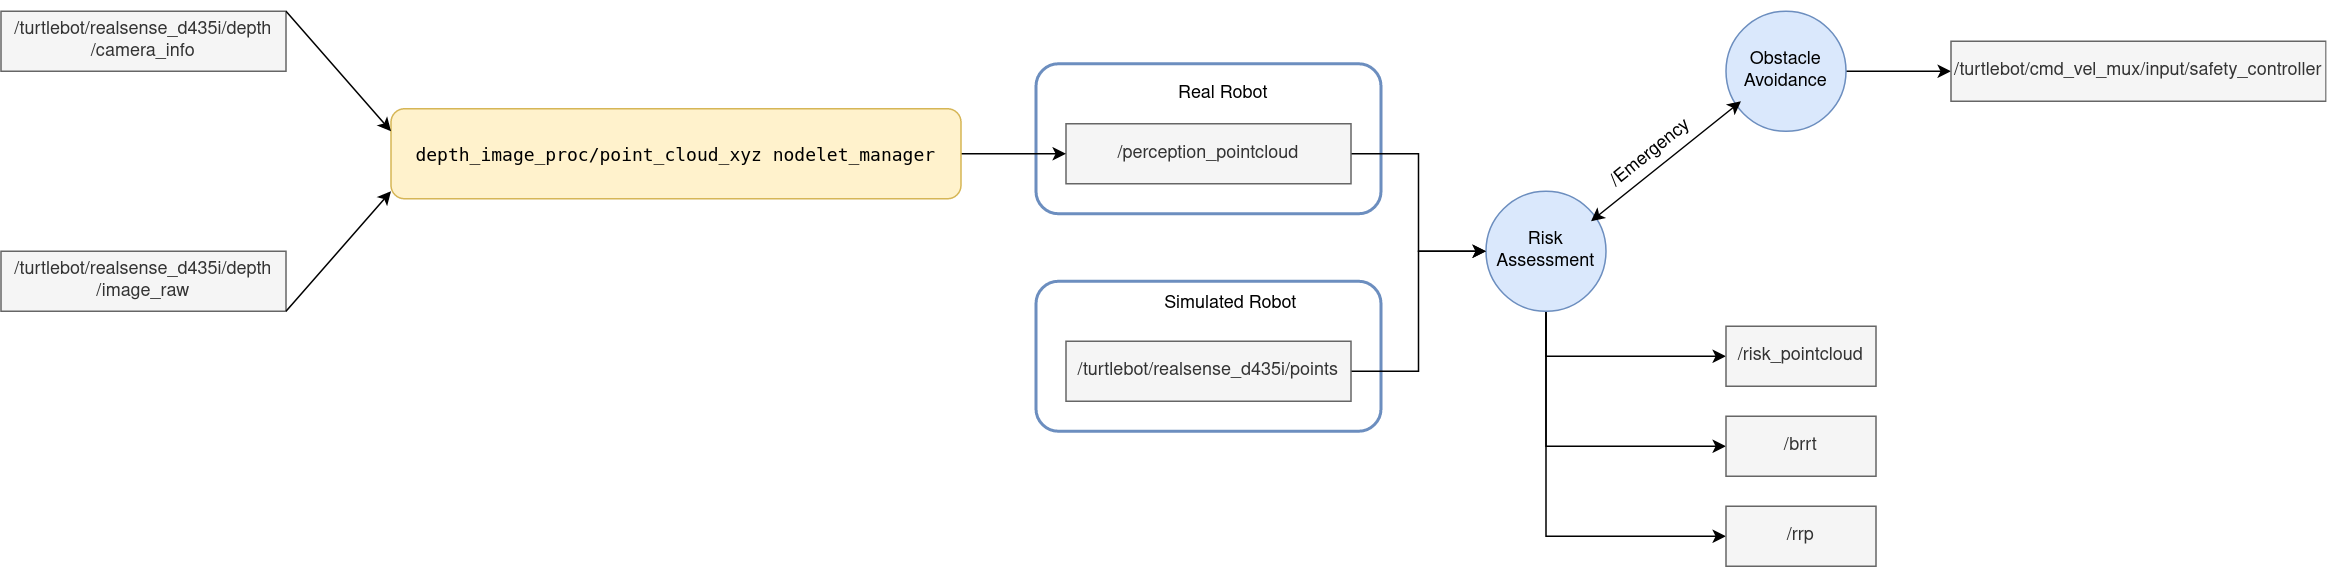 /turtlebot/realsense_d435i/depth
/camera_info
/turtlebot/realsense_d435i/depth
/image_raw
depth_image_proc/point_cloud_xyz nodelet_manager
Real Robot
/perception_pointcloud
Simulated Robot
/turtlebot/realsense_d435i/points
Risk
Assessment
/Emergency
Obstacle
Avoidance
/turtlebot/cmd_vel_mux/input/safety_controller
/risk_pointcloud
/brrt
/rrp